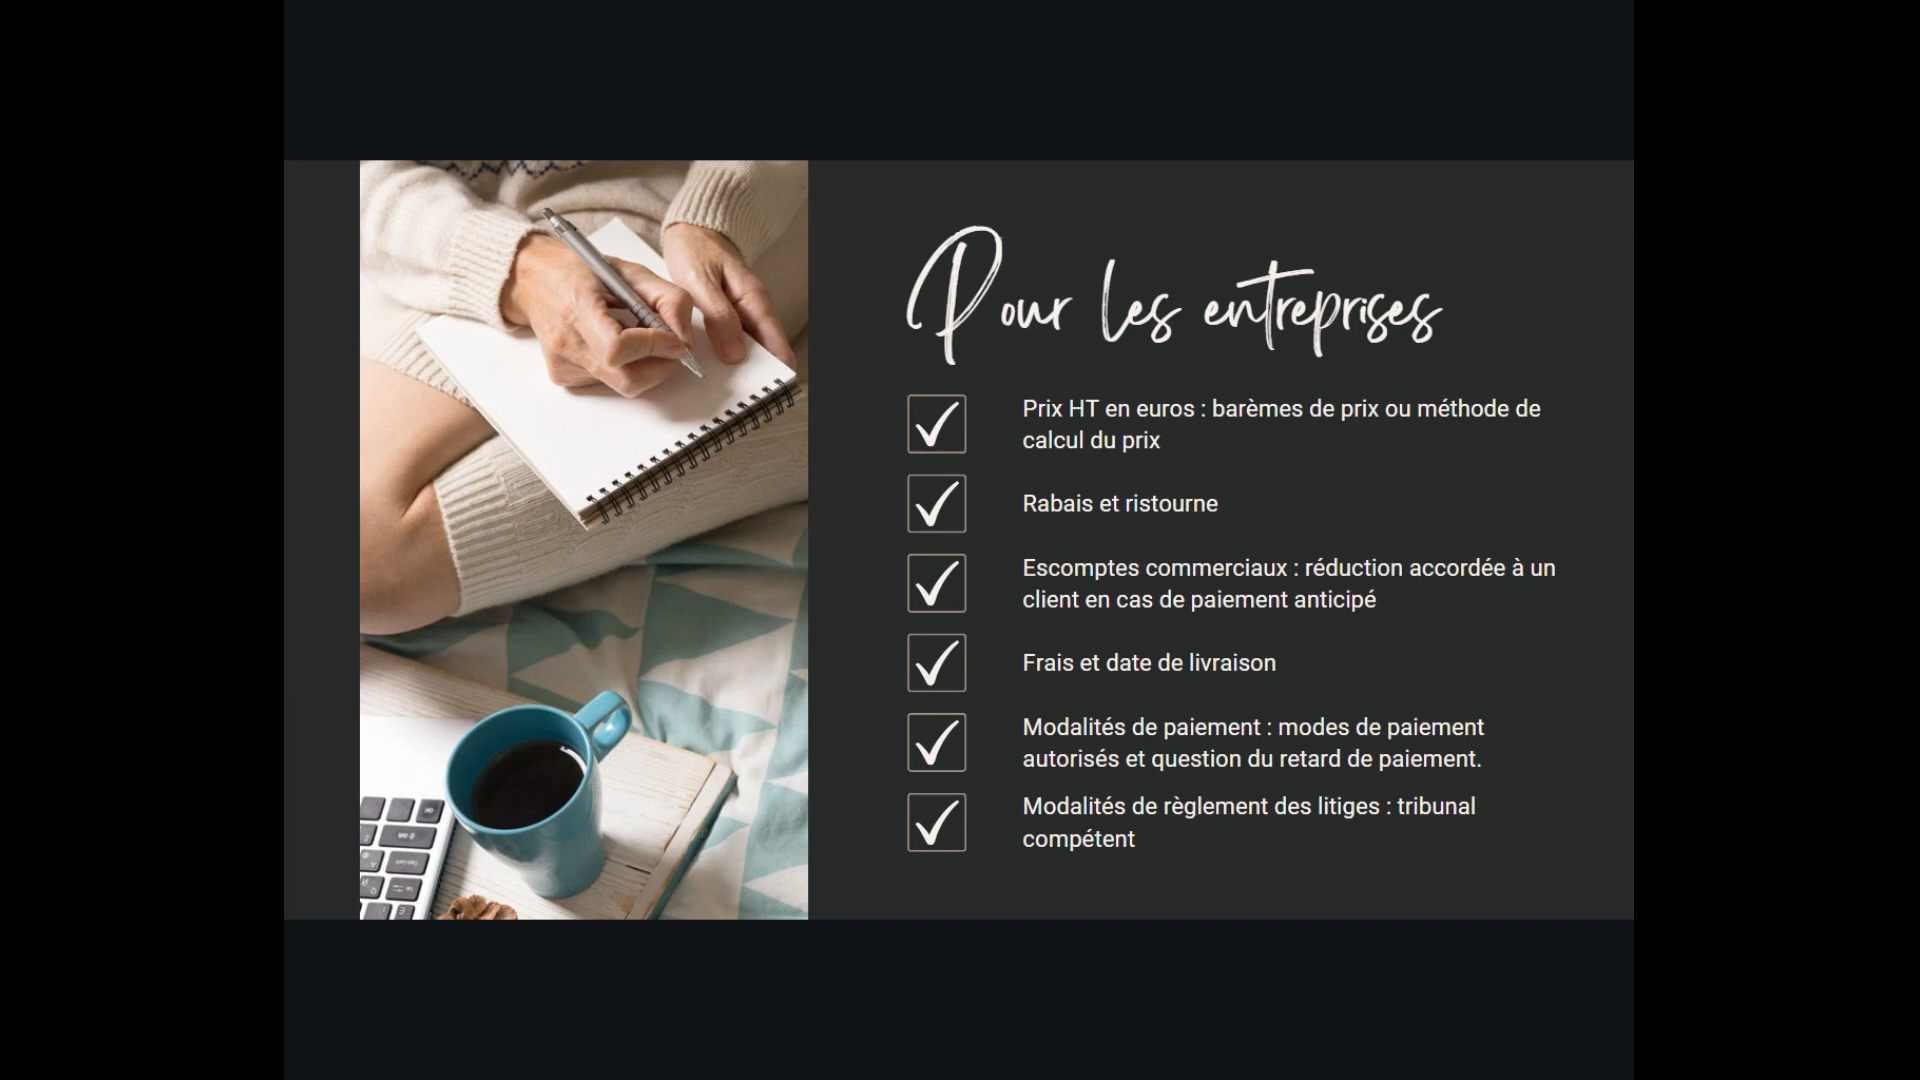 Pour les entreprises
Prix HT en euros : barèmes de prix ou méthode de
calcul du prix
Rabais et ristourne
Escomptes commerciaux : réduction accordée à un
client en cas de paiement anticipé
Frais et date de livraison
Modalités de paiement : modes de paiement
autorisés et question du retard de paiement.
Modalités de règlement des litiges : tribunal
compétent